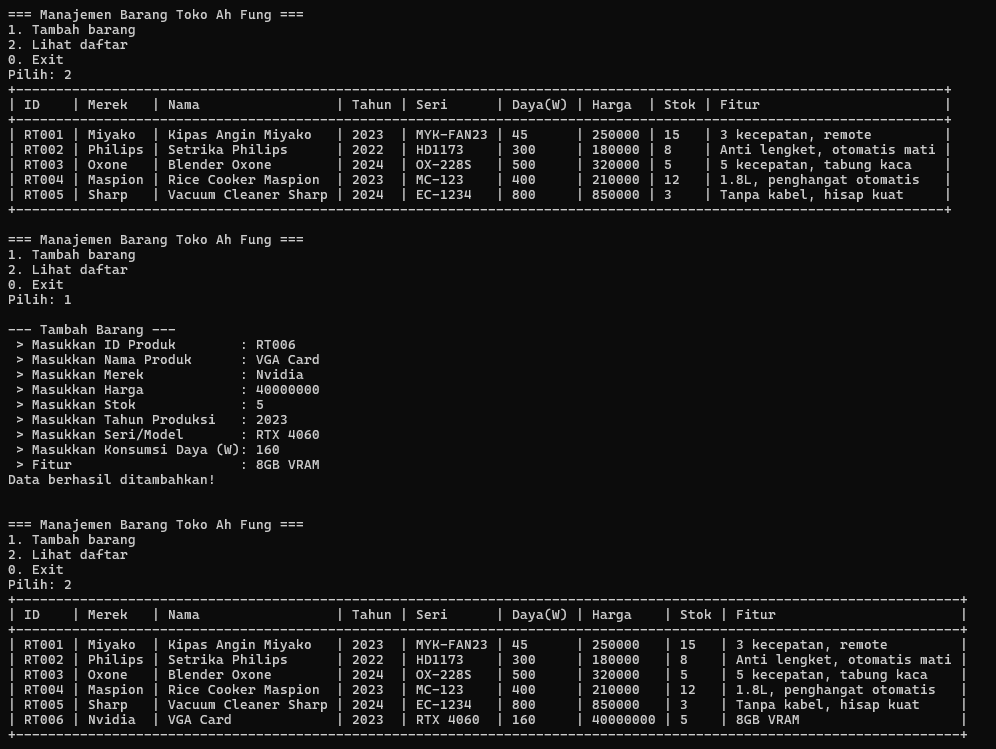 === Manajemen Barang Toko Ah Fung ===
1. Tambah barang
2. Lihat daftar
0. Exit
Pilih: 2
+--------------------------------------------------------------------------------------------------------------------+
| ID    | Merek   | Nama                 | Tahun | Seri      | Daya(W) | Harga  | Stok | Fitur                       |
+--------------------------------------------------------------------------------------------------------------------+
| RT001 | Miyako  | Kipas Angin Miyako   | 2023  | MYK-FAN23 | 45      | 250000 | 15   | 3 kecepatan, remote         |
| RT002 | Philips | Setrika Philips      | 2022  | HD1173    | 300     | 180000 | 8    | Anti lengket, otomatis mati |
| RT003 | Oxone   | Blender Oxone        | 2024  | OX-228S   | 500     | 320000 | 5    | 5 kecepatan, tabung kaca    |
| RT004 | Maspion | Rice Cooker Maspion  | 2023  | MC-123    | 400     | 210000 | 12   | 1.8L, penghangat otomatis   |
| RT005 | Sharp   | Vacuum Cleaner Sharp | 2024  | EC-1234   | 800     | 850000 | 3    | Tanpa kabel, hisap kuat     |
+--------------------------------------------------------------------------------------------------------------------+

=== Manajemen Barang Toko Ah Fung ===
1. Tambah barang
2. Lihat daftar
0. Exit
Pilih: 1

--- Tambah Barang ---
 > Masukkan ID Produk        : RT006
 > Masukkan Nama Produk      : VGA Card
 > Masukkan Merek            : Nvidia
 > Masukkan Harga            : 40000000
 > Masukkan Stok             : 5
 > Masukkan Tahun Produksi   : 2023
 > Masukkan Seri/Model       : RTX 4060
 > Masukkan Konsumsi Daya (W): 160
 > Fitur                     : 8GB VRAM
Data berhasil ditambahkan!

=== Manajemen Barang Toko Ah Fung ===
1. Tambah barang
2. Lihat daftar
0. Exit
Pilih: 2
+----------------------------------------------------------------------------------------------------------------------+
| ID    | Merek   | Nama                 | Tahun | Seri      | Daya(W) | Harga    | Stok | Fitur                       |
+----------------------------------------------------------------------------------------------------------------------+
| RT001 | Miyako  | Kipas Angin Miyako   | 2023  | MYK-FAN23 | 45      | 250000   | 15   | 3 kecepatan, remote         |
| RT002 | Philips | Setrika Philips      | 2022  | HD1173    | 300     | 180000   | 8    | Anti lengket, otomatis mati |
| RT003 | Oxone   | Blender Oxone        | 2024  | OX-228S   | 500     | 320000   | 5    | 5 kecepatan, tabung kaca    |
| RT004 | Maspion | Rice Cooker Maspion  | 2023  | MC-123    | 400     | 210000   | 12   | 1.8L, penghangat otomatis   |
| RT005 | Sharp   | Vacuum Cleaner Sharp | 2024  | EC-1234   | 800     | 850000   | 3    | Tanpa kabel, hisap kuat     |
| RT006 | Nvidia  | VGA Card             | 2023  | RTX 4060  | 160     | 40000000 | 5    | 8GB VRAM                    |
+----------------------------------------------------------------------------------------------------------------------+